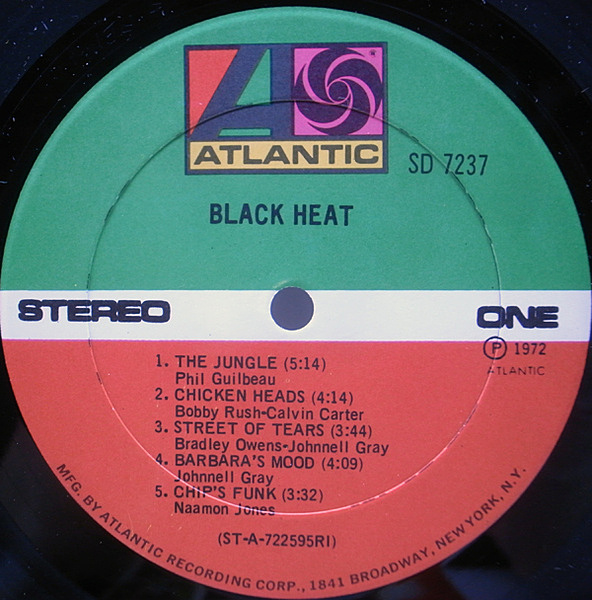 ATLANTIC
®
SD 7237
BLACK HEAT
STEREO
ONE
Ⓟ 1972
ATLANTIC
1. THE JUNGLE (5:14)
Phil Guilbeau
2. CHICKEN HEADS (4:14)
Bobby Rush-Calvin Carter
3. STREET OF TEARS (3:44)
Bradley Owens-Johnnell Gray
4. BARBARA'S MOOD (4:09)
Johnnell Gray
5. CHIP'S FUNK (3:32)
Naamon Jones
(ST-A-722595RI)
MFG. BY ATLANTIC RECORDING CORP., 1841 BROADWAY, NEW YORK, N.Y.